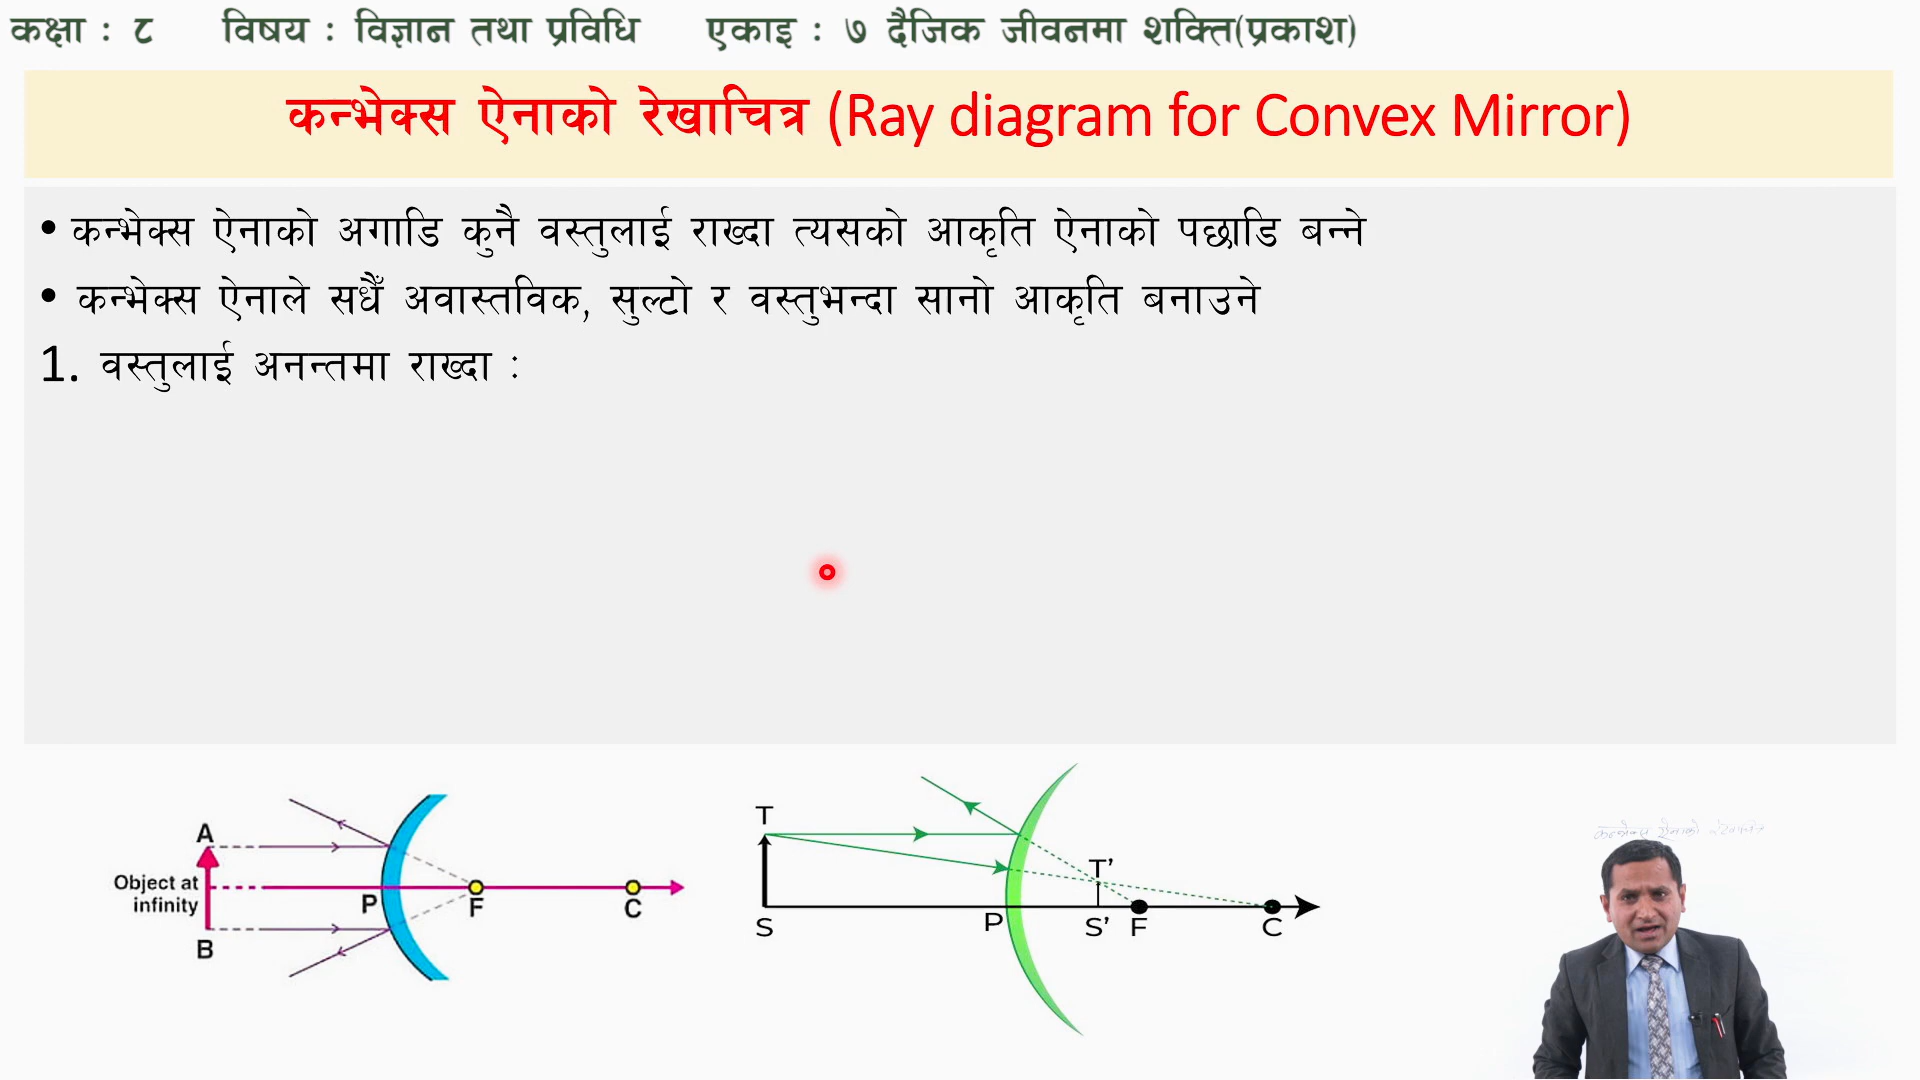 कक्षा : ८ विषय : विज्ञान तथा प्रविधि एकाइ : ७ दैजिक जीवनमा शक्ति(प्रकाश)
कन्भेक्स ऐनाको रेखाचित्र (Ray diagram for Convex Mirror)
• कन्भेक्स ऐनाको अगाडि कुनै वस्तुलाई राख्दा त्यसको आकृति ऐनाको पछाडि बन्ने
• कन्भेक्स ऐनाले सधैँ अवास्तविक, सुल्टो र वस्तुभन्दा सानो आकृति बनाउने
1. वस्तुलाई अनन्तमा राख्दा :
A
Object at
infinity
B
P
F
C
T
S
P
T’
S’
F
C
कन्भेक्स ऐनाको रेखाचित्र